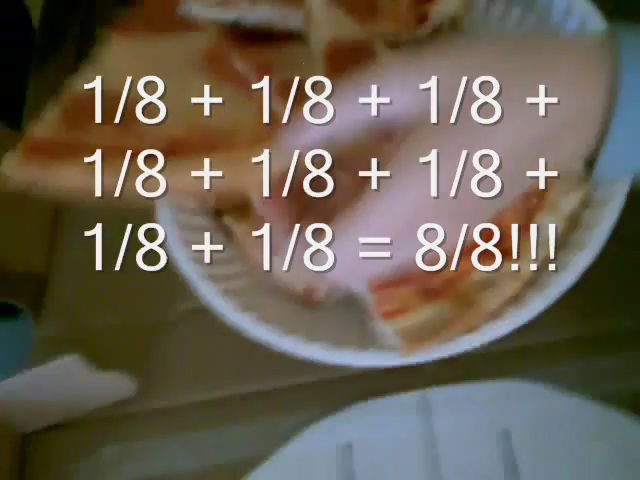 1/8 + 1/8 + 1/8 +
1/8 + 1/8 + 1/8 +
1/8 + 1/8 = 8/8!!!